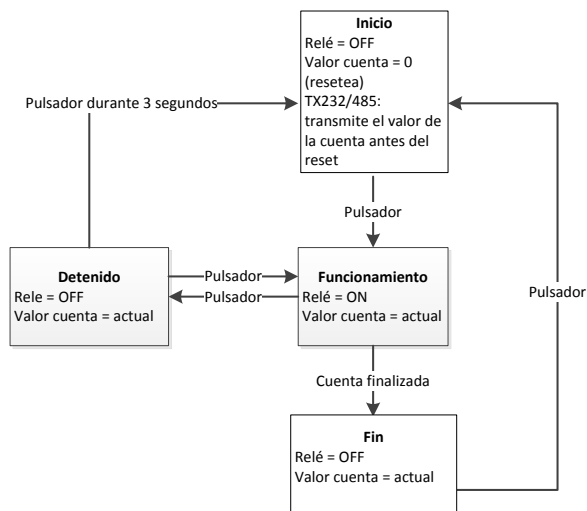 Inicio
Relé = OFF
Valor cuenta = 0
(resetea)
TX232/485:
transmite el valor de
la cuenta antes del
reset
Pulsador durante 3 segundos
Pulsador
Detenido
Rele = OFF
Valor cuenta = actual
Pulsador
Pulsador
Funcionamiento
Relé = ON
Valor cuenta = actual
Pulsador
Cuenta finalizada
Fin
Relé = OFF
Valor cuenta = actual